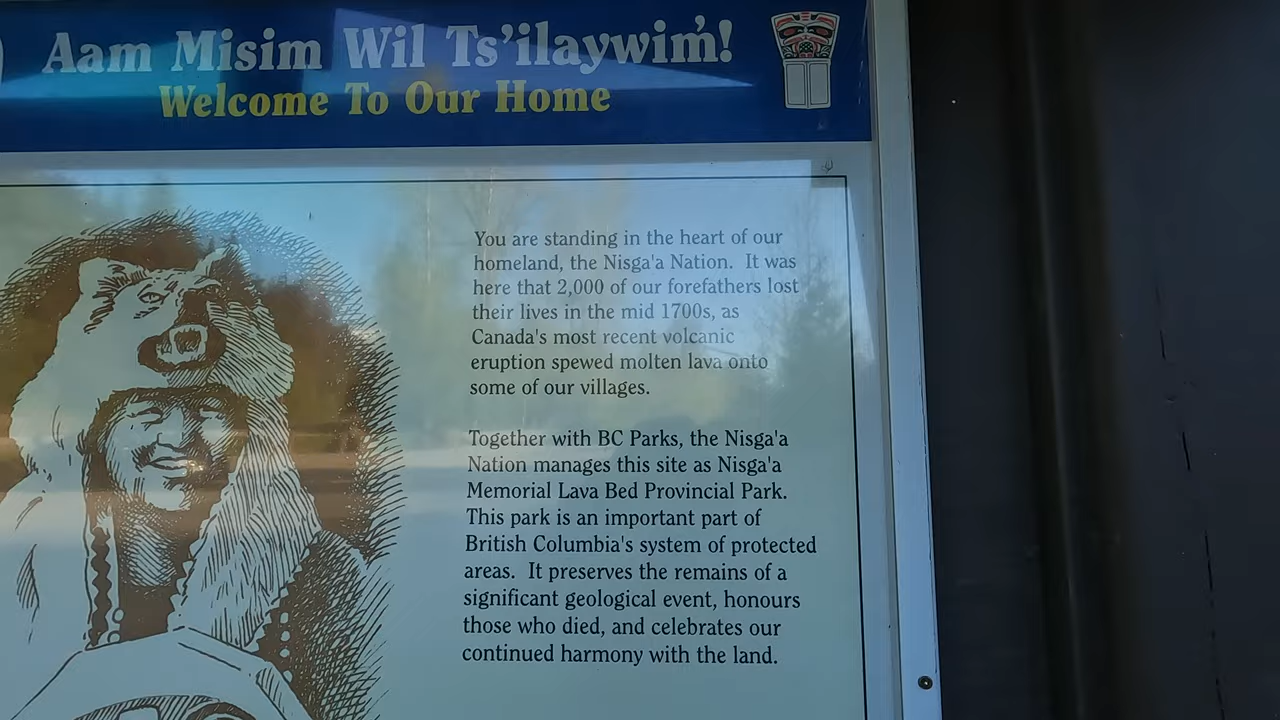 Aam Misim Wil Ts'ilaywim̓!
Welcome To Our Home
You are standing in the heart of our
homeland, the Nisga'a Nation.  It was
here that 2,000 of our forefathers lost
their lives in the mid 1700s, as
Canada's most recent volcanic
eruption spewed molten lava onto
some of our villages.
Together with BC Parks, the Nisga'a
Nation manages this site as Nisga'a
Memorial Lava Bed Provincial Park.
This park is an important part of
British Columbia's system of protected
areas.  It preserves the remains of a
significant geological event, honours
those who died, and celebrates our
continued harmony with the land.